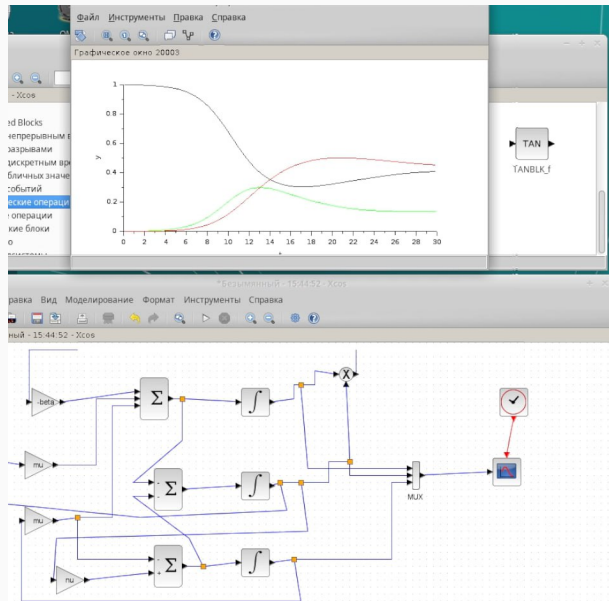 Файл Инструменты Правка Справка
Графическое окно 20003
- Xcos
ed Blocks
непрерывным в
разрывами
дискретным вре
бличных значе
событий
еские операци
е операции
кие блоки
1
0.8
0.6
0.4
0.2
0
y
0 2 4 6 8 10 12 14 16 18 20 22 24 26 28 30
TAN
TANBLK_f
*Безыменный - 15:44:52 - Xcos
равка Вид Моделирование Формат Инструменты Справка
ный - 15:44:52 - Xcos
-beta
Σ
∫
X
mu
Σ
∫
MUX
mu
nu
Σ
∫